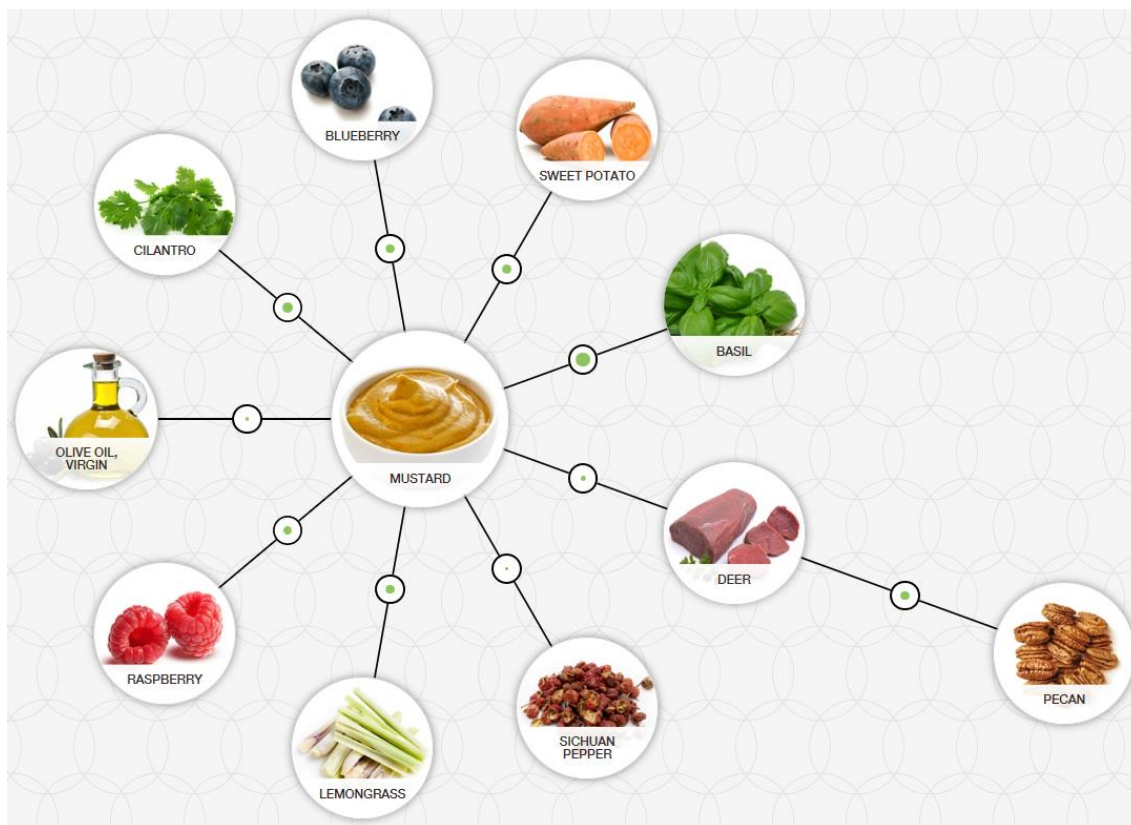 BLUEBERRY
SWEET POTATO
CILANTRO
BASIL
OLIVE OIL,
VIRGIN
MUSTARD
DEER
RASPBERRY
PECAN
SICHUAN
PEPPER
LEMONGRASS